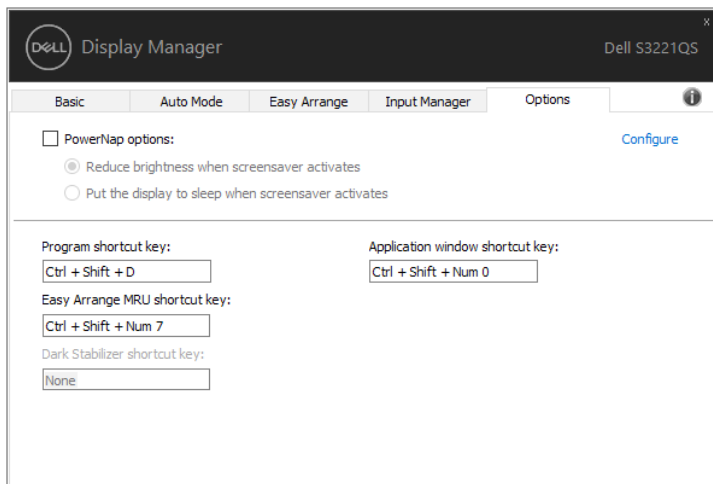 x
DELL Display Manager Dell S3221QS
Basic Auto Mode Easy Arrange Input Manager Options i
PowerNap options: Configure
Reduce brightness when screensaver activates
Put the display to sleep when screensaver activates
Program shortcut key: Application window shortcut key:
Ctrl + Shift + D Ctrl + Shift + Num 0
Easy Arrange MRU shortcut key:
Ctrl + Shift + Num 7
Dark Stabilizer shortcut key:
None